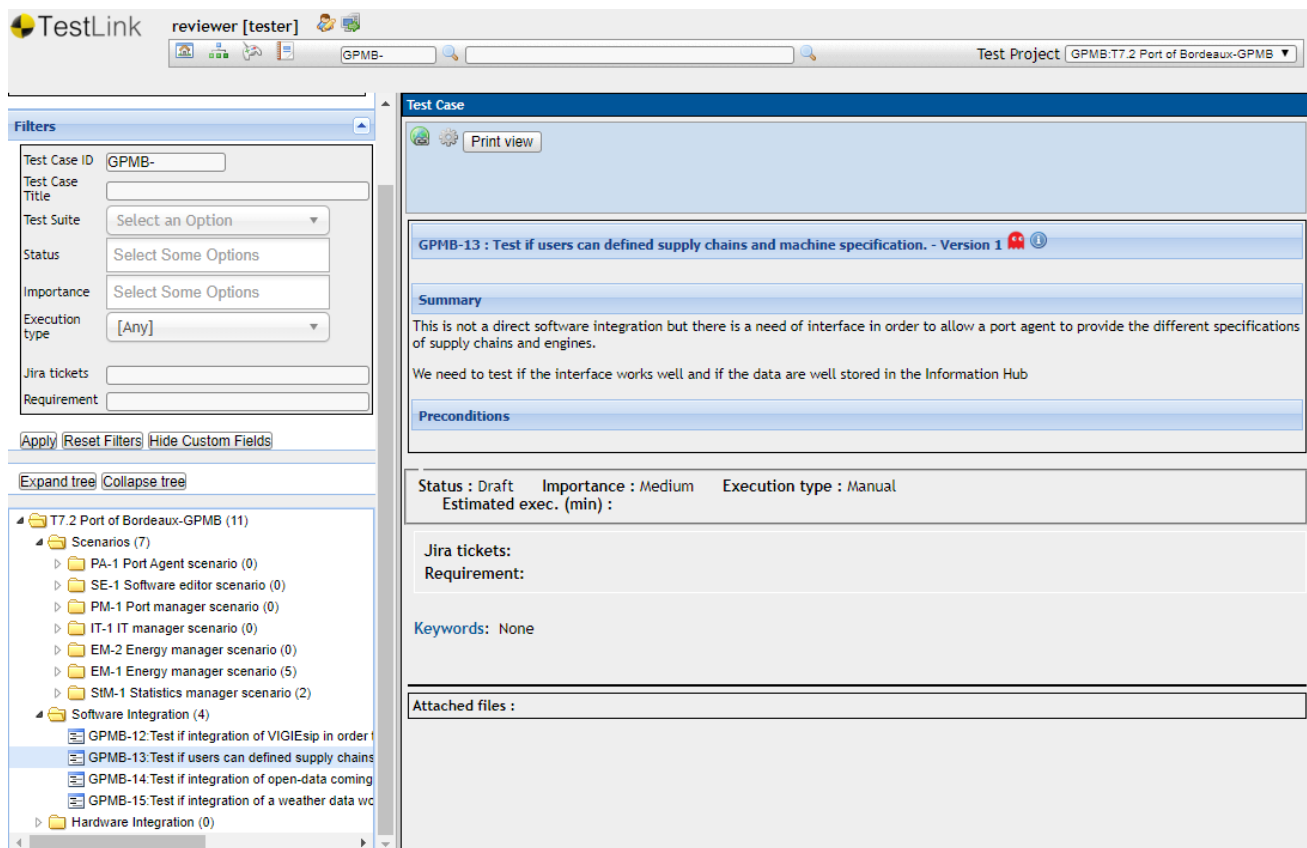 TestLink
reviewer [tester]
GPMB-
Test Project GPMB:T7.2 Port of Bordeaux-GPMB
Filters
Test Case ID GPMB-
Test Case
Title
Test Suite Select an Option
Status Select Some Options
Importance Select Some Options
Execution
type [Any]
Jira tickets
Requirement
Apply Reset Filters Hide Custom Fields
Expand tree Collapse tree
T7.2 Port of Bordeaux-GPMB (11)
Scenarios (7)
PA-1 Port Agent scenario (0)
SE-1 Software editor scenario (0)
PM-1 Port manager scenario (0)
IT-1 IT manager scenario (0)
EM-2 Energy manager scenario (0)
EM-1 Energy manager scenario (5)
StM-1 Statistics manager scenario (2)
Software Integration (4)
GPMB-12:Test if integration of VIGIEsip in order
GPMB-13:Test if users can defined supply chains
GPMB-14:Test if integration of open-data coming
GPMB-15:Test if integration of a weather data
Hardware Integration (0)
Test Case
Print view
GPMB-13 : Test if users can defined supply chains and machine specification. - Version 1
Summary
This is not a direct software integration but there is a need of interface in order to allow a port agent to provide the different specifications
of supply chains and engines.
We need to test if the interface works well and if the data are well stored in the Information Hub
Preconditions
Status : Draft Importance : Medium Execution type : Manual
Estimated exec. (min) :
Jira tickets:
Requirement:
Keywords: None
Attached files :